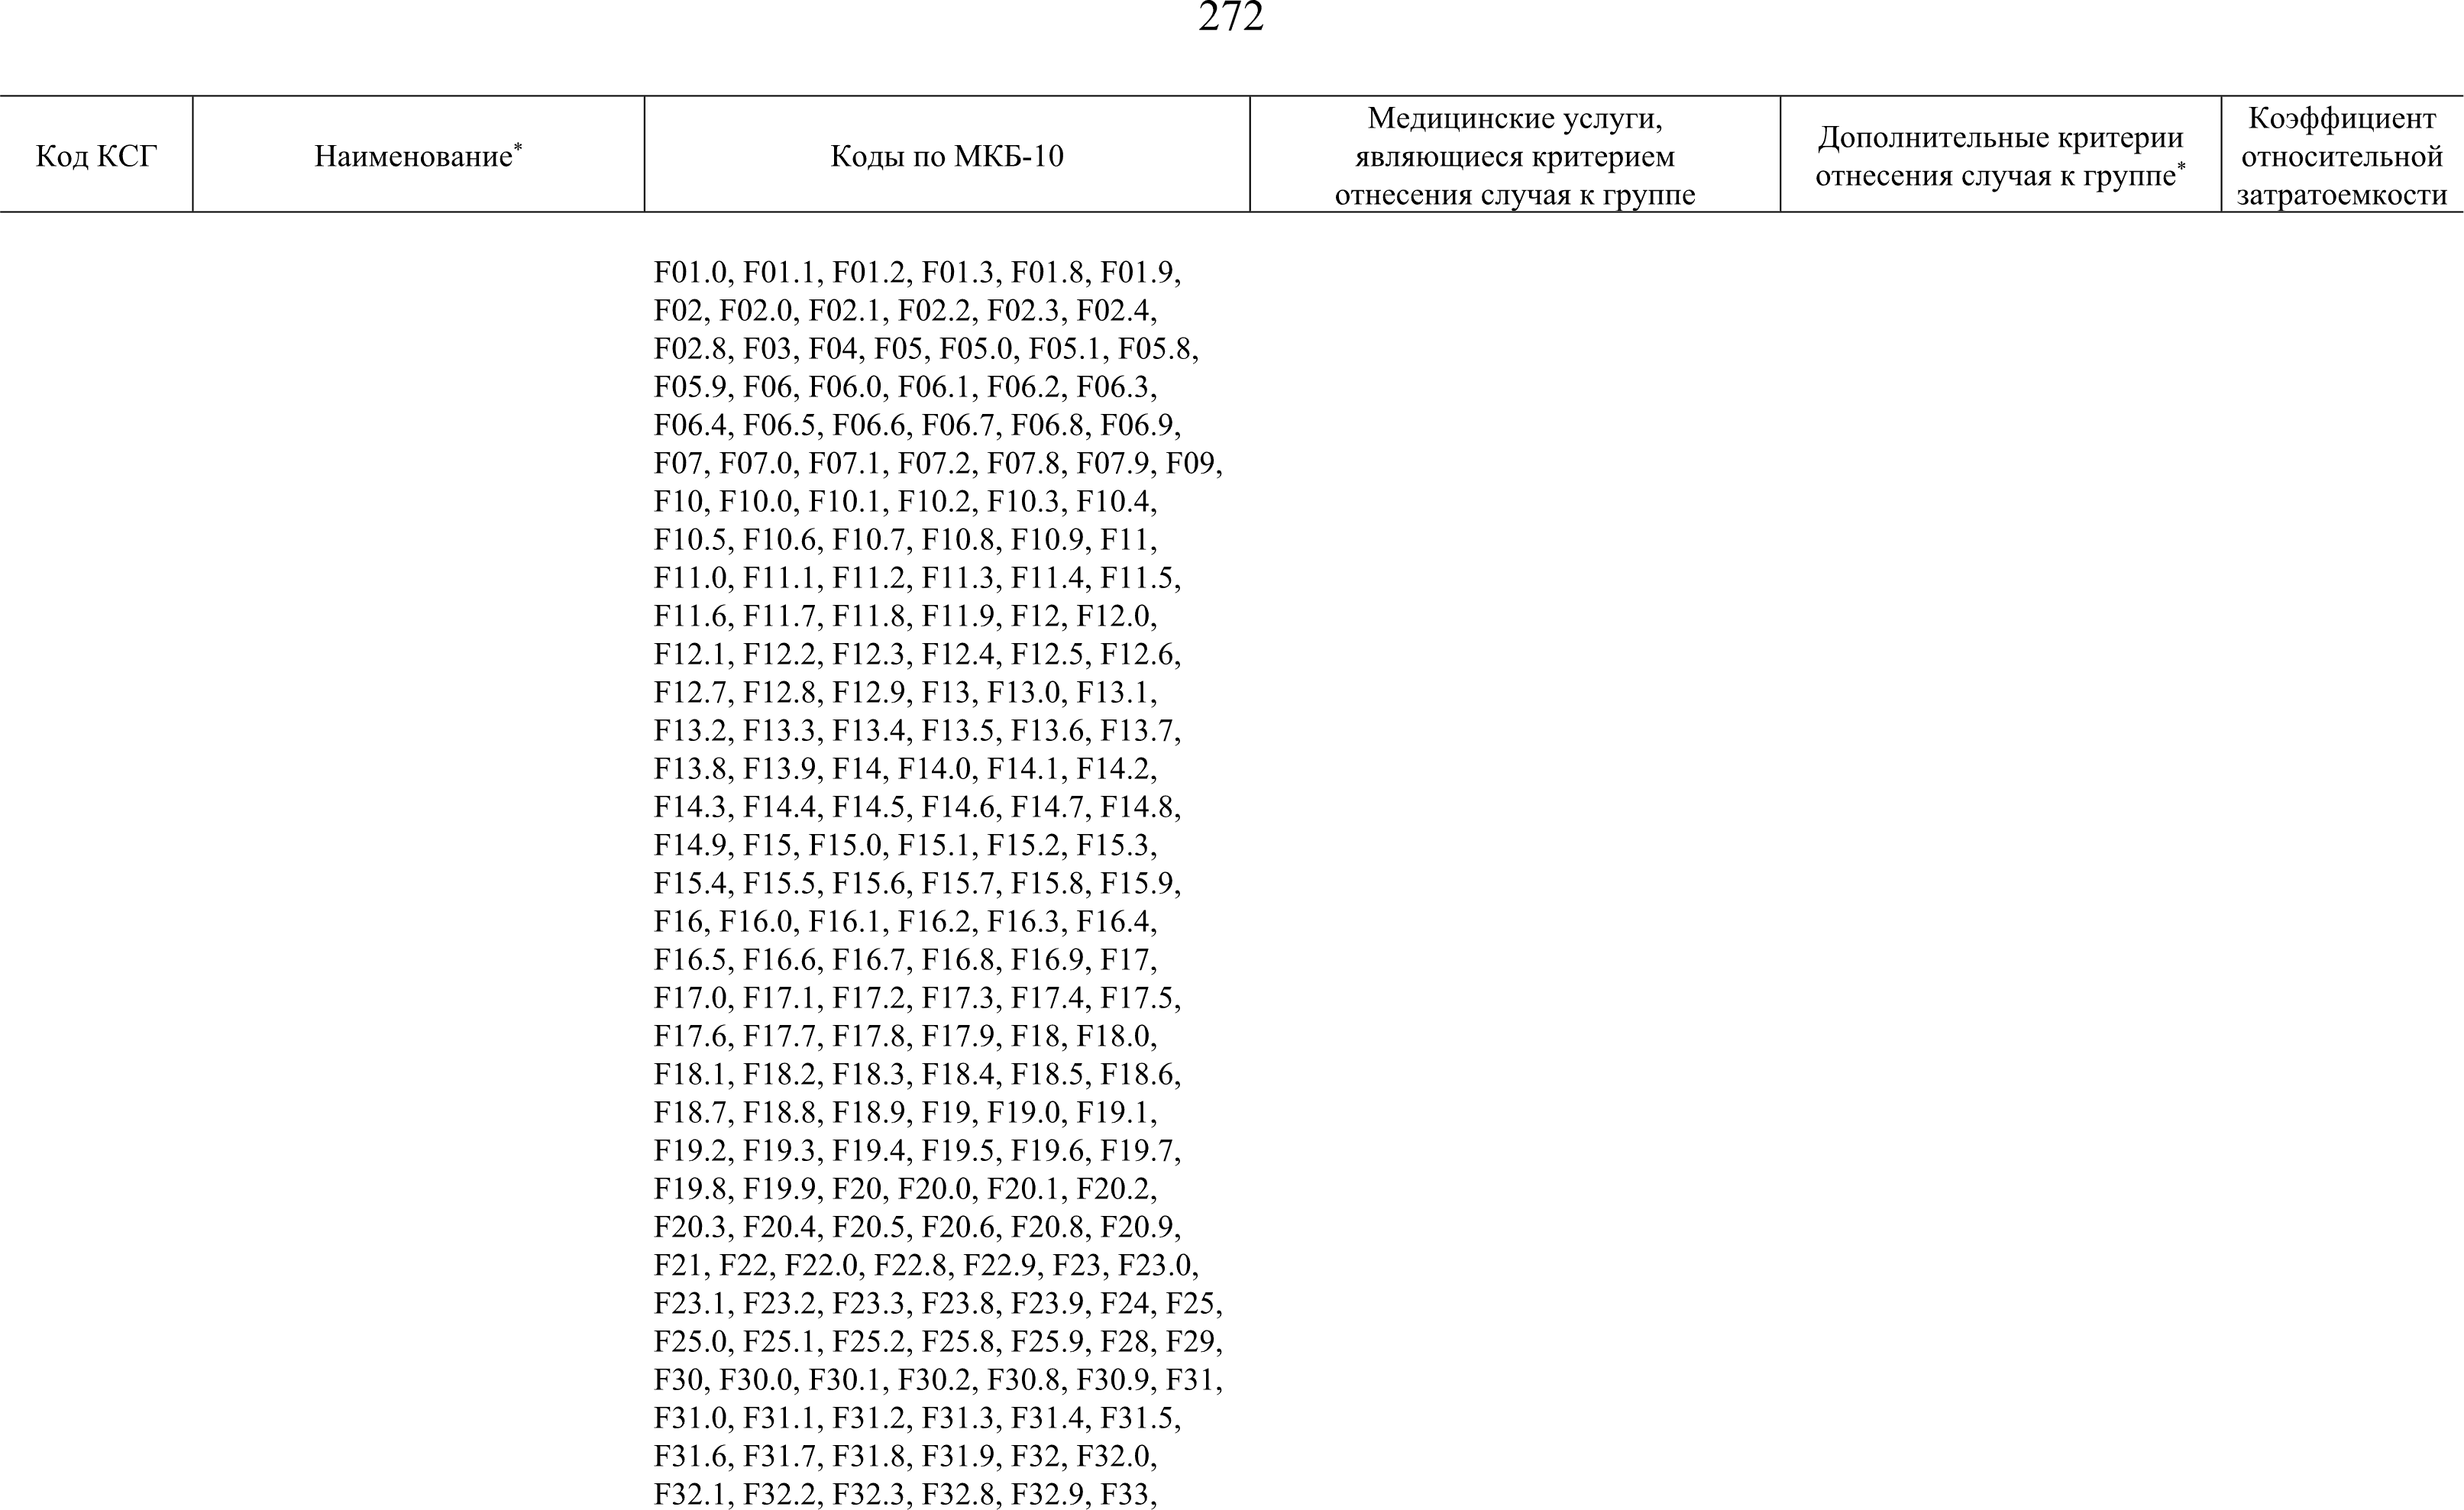 272
Код КСГ
Наименование*
Коды по МКБ-10
Медицинские услуги,
являющиеся критерием
отнесения случая к группе
Дополнительные критерии
отнесения случая к группе*
Коэффициент
относительной
затратоемкости
F01.0, F01.1, F01.2, F01.3, F01.8, F01.9,
F02, F02.0, F02.1, F02.2, F02.3, F02.4,
F02.8, F03, F04, F05, F05.0, F05.1, F05.8,
F05.9, F06, F06.0, F06.1, F06.2, F06.3,
F06.4, F06.5, F06.6, F06.7, F06.8, F06.9,
F07, F07.0, F07.1, F07.2, F07.8, F07.9, F09,
F10, F10.0, F10.1, F10.2, F10.3, F10.4,
F10.5, F10.6, F10.7, F10.8, F10.9, F11,
F11.0, F11.1, F11.2, F11.3, F11.4, F11.5,
F11.6, F11.7, F11.8, F11.9, F12, F12.0,
F12.1, F12.2, F12.3, F12.4, F12.5, F12.6,
F12.7, F12.8, F12.9, F13, F13.0, F13.1,
F13.2, F13.3, F13.4, F13.5, F13.6, F13.7,
F13.8, F13.9, F14, F14.0, F14.1, F14.2,
F14.3, F14.4, F14.5, F14.6, F14.7, F14.8,
F14.9, F15, F15.0, F15.1, F15.2, F15.3,
F15.4, F15.5, F15.6, F15.7, F15.8, F15.9,
F16, F16.0, F16.1, F16.2, F16.3, F16.4,
F16.5, F16.6, F16.7, F16.8, F16.9, F17,
F17.0, F17.1, F17.2, F17.3, F17.4, F17.5,
F17.6, F17.7, F17.8, F17.9, F18, F18.0,
F18.1, F18.2, F18.3, F18.4, F18.5, F18.6,
F18.7, F18.8, F18.9, F19, F19.0, F19.1,
F19.2, F19.3, F19.4, F19.5, F19.6, F19.7,
F19.8, F19.9, F20, F20.0, F20.1, F20.2,
F20.3, F20.4, F20.5, F20.6, F20.8, F20.9,
F21, F22, F22.0, F22.8, F22.9, F23, F23.0,
F23.1, F23.2, F23.3, F23.8, F23.9, F24, F25,
F25.0, F25.1, F25.2, F25.8, F25.9, F28, F29,
F30, F30.0, F30.1, F30.2, F30.8, F30.9, F31,
F31.0, F31.1, F31.2, F31.3, F31.4, F31.5,
F31.6, F31.7, F31.8, F31.9, F32, F32.0,
F32.1, F32.2, F32.3, F32.8, F32.9, F33,